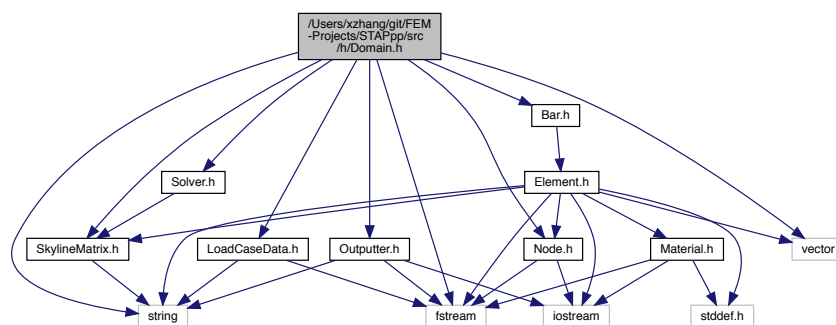 /Users/xzhang/git/FEM
-Projects/STAPpp/src
/h/Domain.h
Bar.h
Solver.h
Element.h
SkylineMatrix.h
LoadCaseData.h
Outputter.h
Node.h
Material.h
vector
string
fstream
iostream
stddef.h